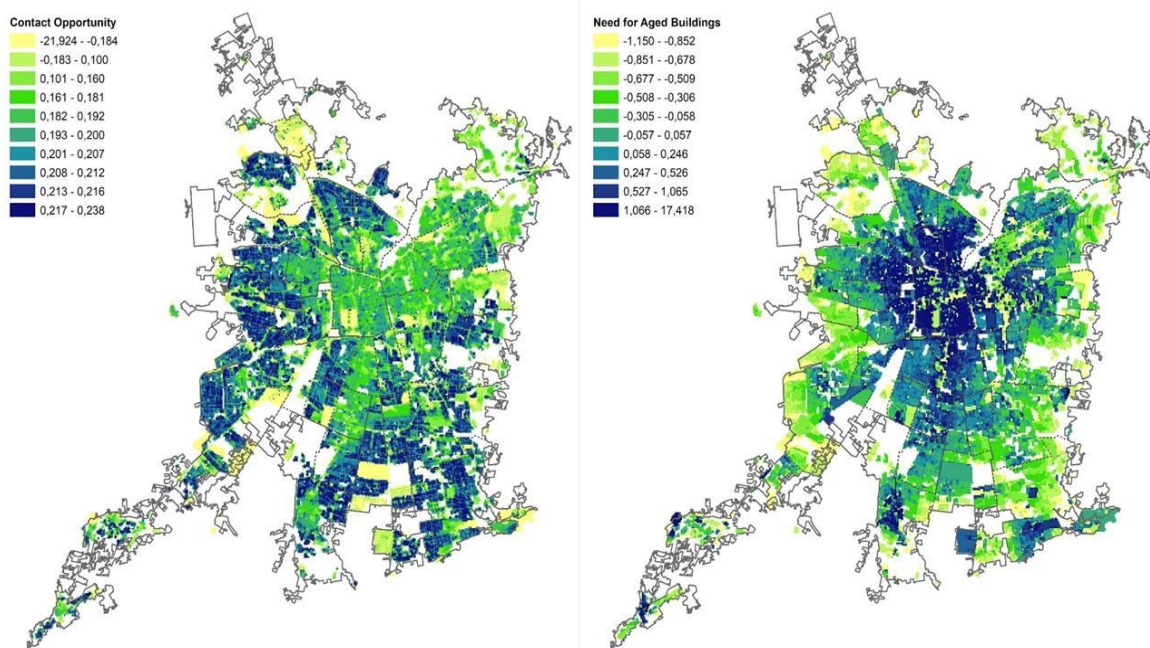 Contact Opportunity
-21,924 - -0,184
-0,183 - 0,100
0,101 - 0,160
0,161 - 0,181
0,182 - 0,192
0,193 - 0,200
0,201 - 0,207
0,208 - 0,212
0,213 - 0,216
0,217 - 0,238
Need for Aged Buildings
-1,150 - -0,852
-0,851 - -0,678
-0,677 - -0,509
-0,508 - -0,306
-0,305 - -0,058
-0,057 - 0,057
0,058 - 0,246
0,247 - 0,526
0,527 - 1,065
1,066 - 17,418